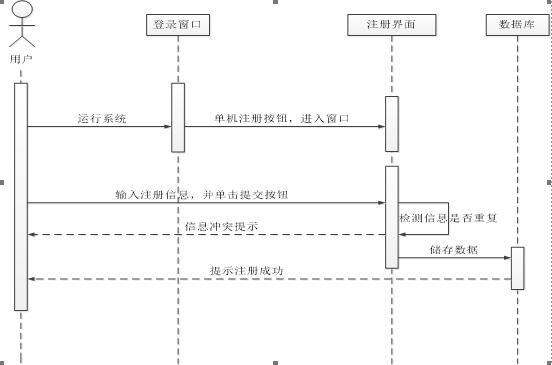 登录窗口
注册界面
数据库
用户
运行系统
单机注册按钮，进入窗口
输入注册信息，并单击提交按钮
检测信息是否重复
信息冲突提示
储存数据
提示注册成功